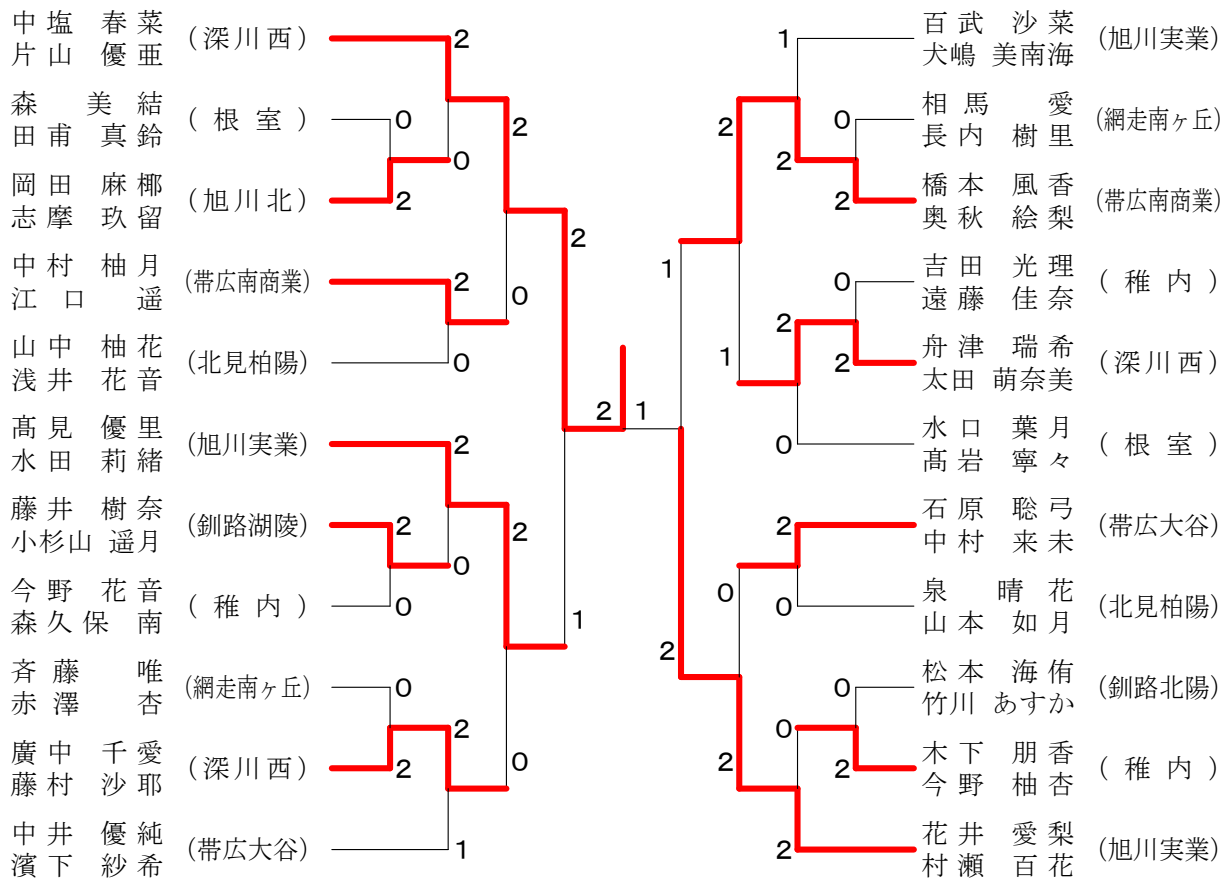 中塩 春菜
片山 優亜
(深川西)
2
森 美結
田甫 真鈴
(根室)
0
0
岡田 麻椰
志摩 玖留
(旭川北)
2
2
中村 柚月
江口 遥
(帯広南商業)
2
0
山中 柚花
浅井 花音
(北見柏陽)
0
2
髙見 優里
水田 莉緒
(旭川実業)
2
藤井 樹奈
小杉山 遥月
(釧路湖陵)
2
0
今野 花音
森久保 南
(稚内)
0
2
1
斉藤 唯
赤澤 杏
(網走南ヶ丘)
0
廣中 千愛
藤村 沙耶
(深川西)
2
2
0
中井 優純
濱下 紗希
(帯広大谷)
1
2 1
百武 沙菜
犬嶋 美南海
(旭川実業)
1
相馬 愛
長内 樹里
(網走南ヶ丘)
0
2
2
橋本 風香
奥秋 絵梨
(帯広南商業)
2
1
吉田 光理
遠藤 佳奈
(稚内)
0
2
1
舟津 瑞希
太田 萌奈美
(深川西)
2
水口 葉月
髙岩 寧々
(根室)
0
石原 聡弓
中村 来未
(帯広大谷)
2
0
泉 晴花
山本 如月
(北見柏陽)
0
2
松本 海侑
竹川 あすか
(釧路北陽)
0
0
木下 朋香
今野 柚杏
(稚内)
2
2
花井 愛梨
村瀬 百花
(旭川実業)
2